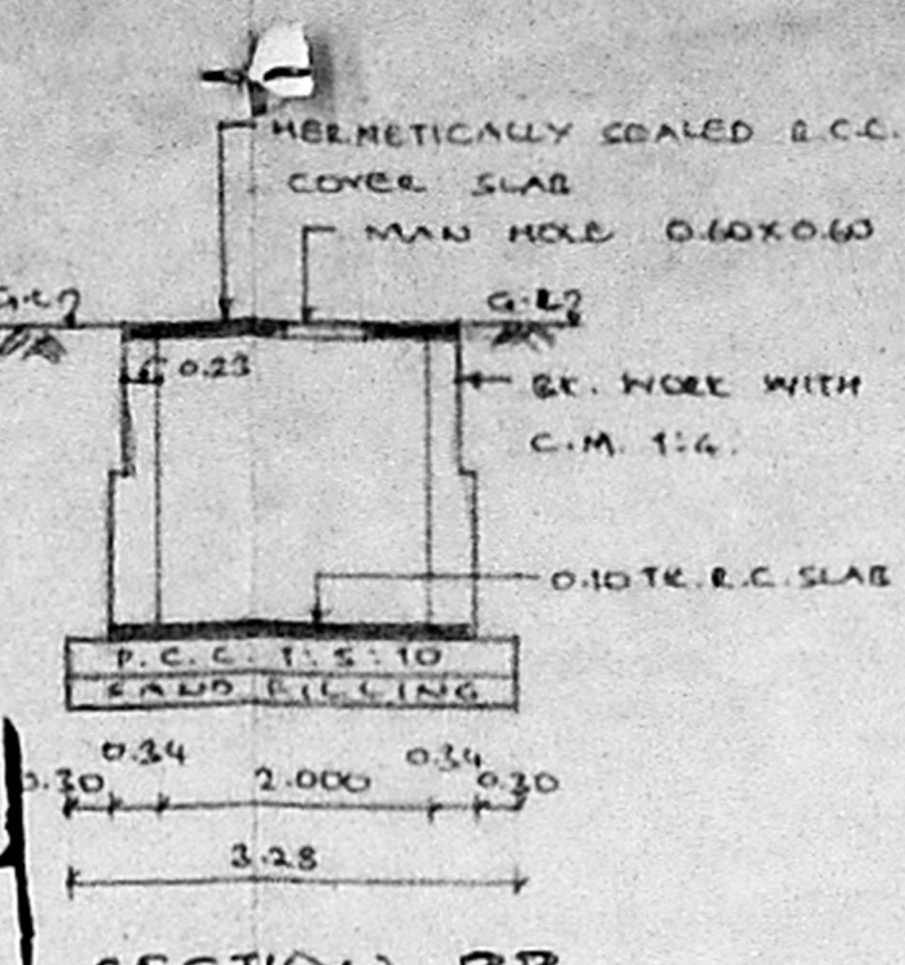 HERMETICALLY SEALED R.C.C.
COVER SLAB
MAN HOLE 0.60X0.60
G.L
G.L
0.23
BK. WORK WITH
C.M. 1:4.
0.10 TK. R.C. SLAB
P.C.C. 1:5:10
SAND FILLING
0.34 0.34
0.30 2.000 0.30
3.28
SECTION BB